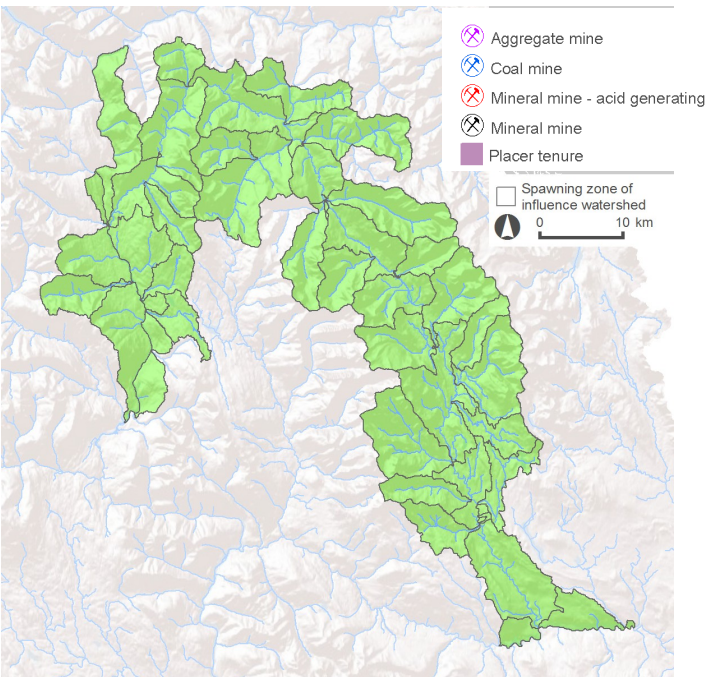 Aggregate mine
Coal mine
Mineral mine - acid generating
Mineral mine
Placer tenure
Spawning zone of
influence watershed
0 10 km